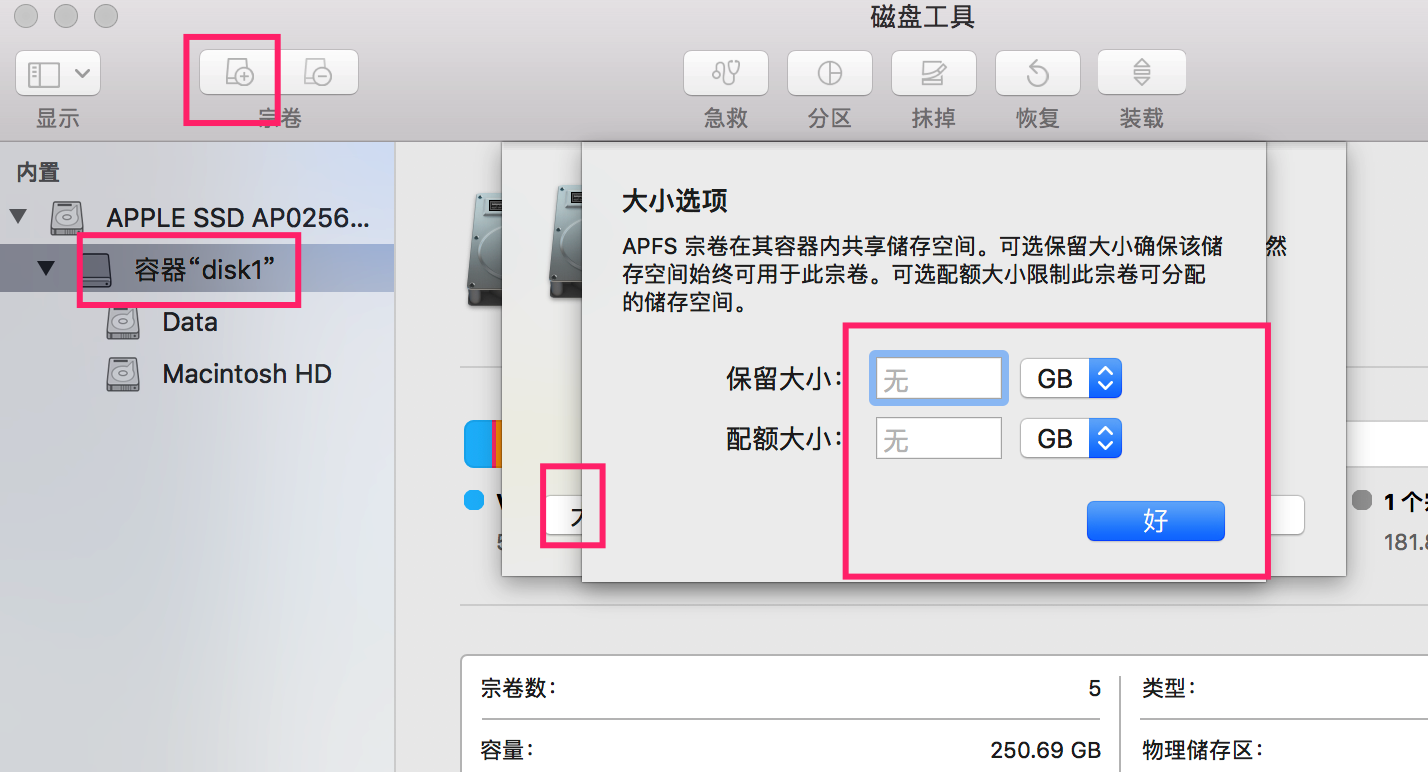 磁盘工具
显示
宗卷
急救
分区
抹掉
恢复
装载
内置
APPLE SSD AP0256...
容器“disk1”
Data
Macintosh HD
大小选项
APFS 宗卷在其容器内共享储存空间。可选保留大小确保该储
存空间始终可用于此宗卷。可选配额大小限制此宗卷可分配
的储存空间。
然
保留大小：
无
GB
配额大小：
无
GB
好
1 个
181.8
宗卷数：
5
类型：
容量：
250.69 GB
物理储存区：